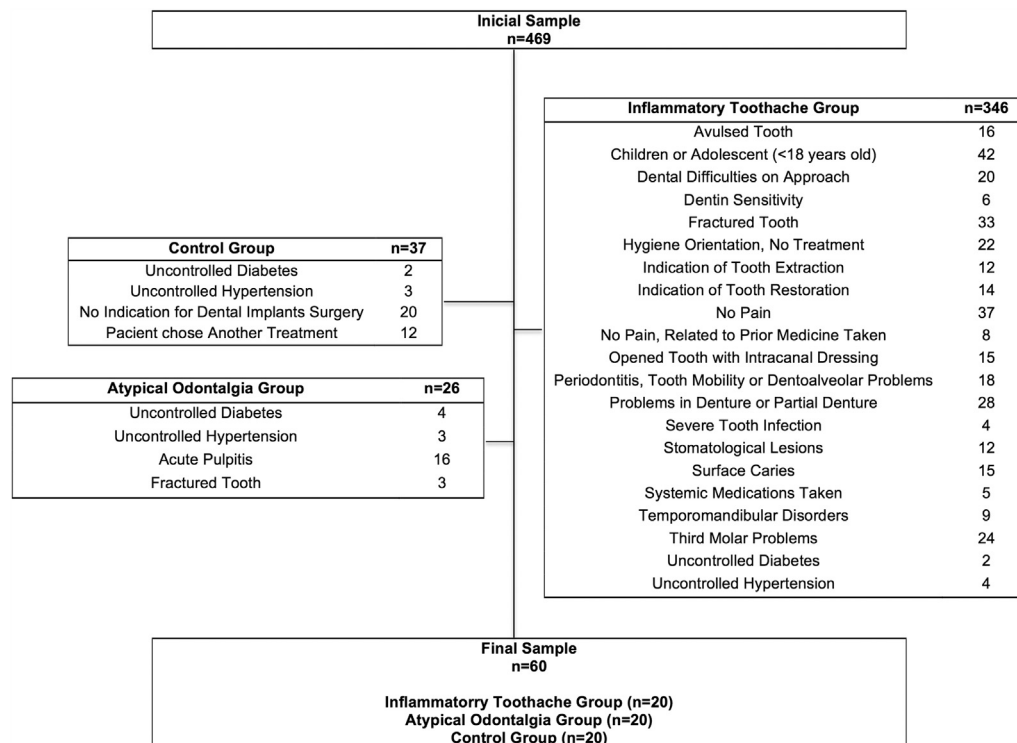 Inicial Sample
n=469
Inflammatory Toothache Group n=346
Avulsed Tooth 16
Children or Adolescent (<18 years old) 42
Dental Difficulties on Approach 20
Dentin Sensitivity 6
Fractured Tooth 33
Hygiene Orientation, No Treatment 22
Indication of Tooth Extraction 12
Indication of Tooth Restoration 14
No Pain 37
No Pain, Related to Prior Medicine Taken 8
Opened Tooth with Intracanal Dressing 15
Periodontitis, Tooth Mobility or Dentoalveolar Problems 18
Problems in Denture or Partial Denture 28
Severe Tooth Infection 4
Stomatological Lesions 12
Surface Caries 15
Systemic Medications Taken 5
Temporomandibular Disorders 9
Third Molar Problems 24
Uncontrolled Diabetes 2
Uncontrolled Hypertension 4
Control Group n=37
Uncontrolled Diabetes 2
Uncontrolled Hypertension 3
No Indication for Dental Implants Surgery 20
Pacient chose Another Treatment 12
Atypical Odontalgia Group n=26
Uncontrolled Diabetes 4
Uncontrolled Hypertension 3
Acute Pulpitis 16
Fractured Tooth 3
Final Sample
n=60
Inflammatorry Toothache Group (n=20)
Atypical Odontalgia Group (n=20)
Control Group (n=20)